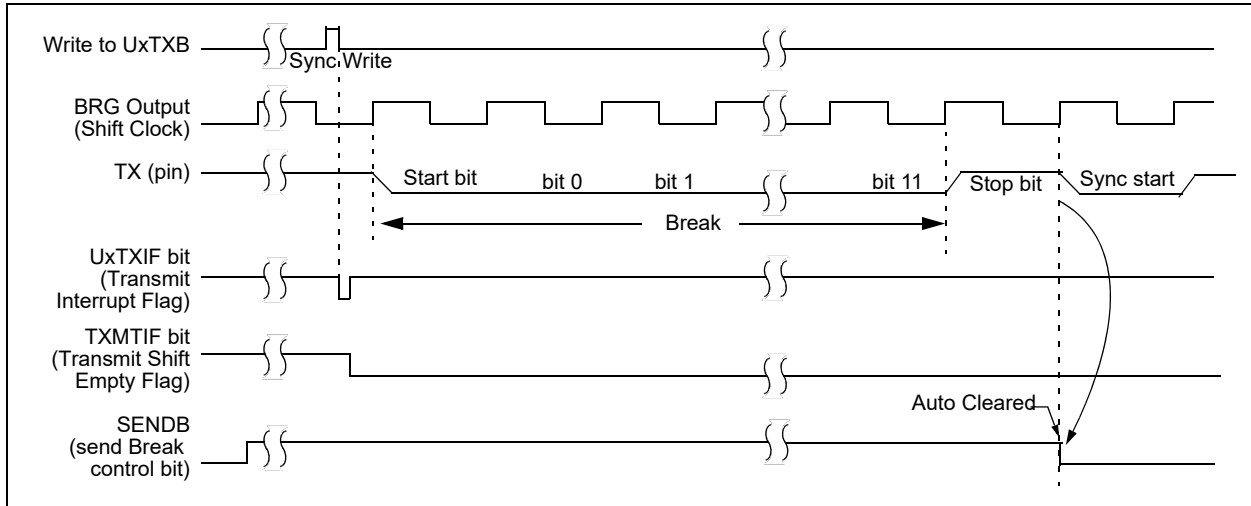 Write to UxTXB
Sync Write
BRG Output
(Shift Clock)
TX (pin)
Start bit
bit 0
bit 1
bit 11
Stop bit
Sync start
Break
UxTXIF bit
(Transmit
Interrupt Flag)
TXMTIF bit
(Transmit Shift
Empty Flag)
Auto Cleared
SENDB
(send Break
control bit)